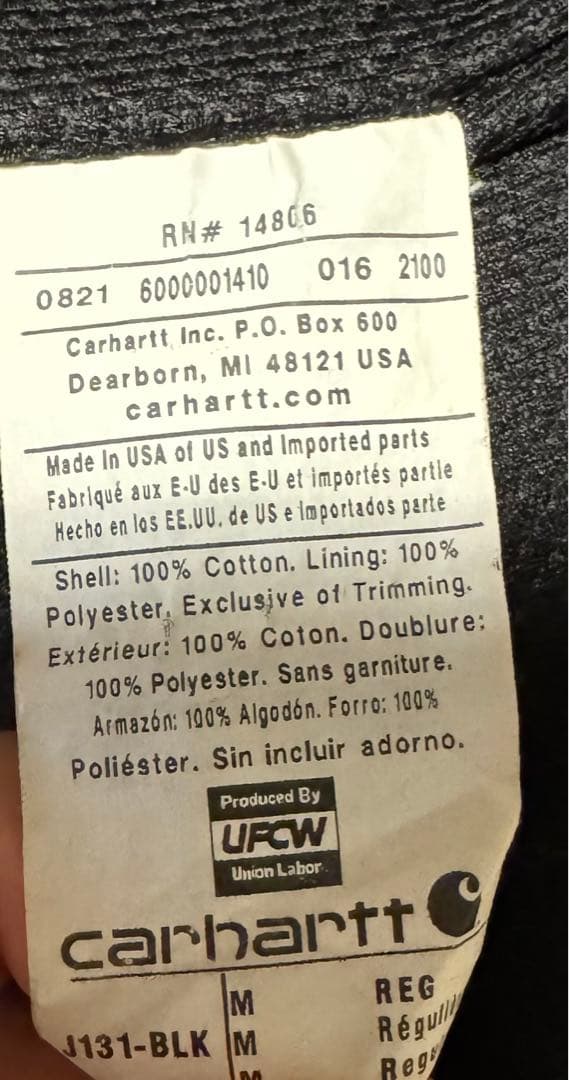 RN# 14806
0821 6000001410 016 2100
Carhartt Inc. P.O. Box 600
Dearborn, MI 48121 USA
carhartt.com
Made In USA of US and Imported parts
Fabriqué aux E-U des E-U et importés partie
Hecho en los EE.UU. de US e importados parte
Shell: 100% Cotton. Lining: 100%
Polyester. Exclusive of Trimming.
Extérieur: 100% Coton. Doublure:
100% Polyester. Sans garniture.
Armazón: 100% Algodón. Forro: 100%
Poliéster. Sin incluir adorno.
Produced By
UFCW
Union Labor
carhartt
M REG
J131-BLK M
M